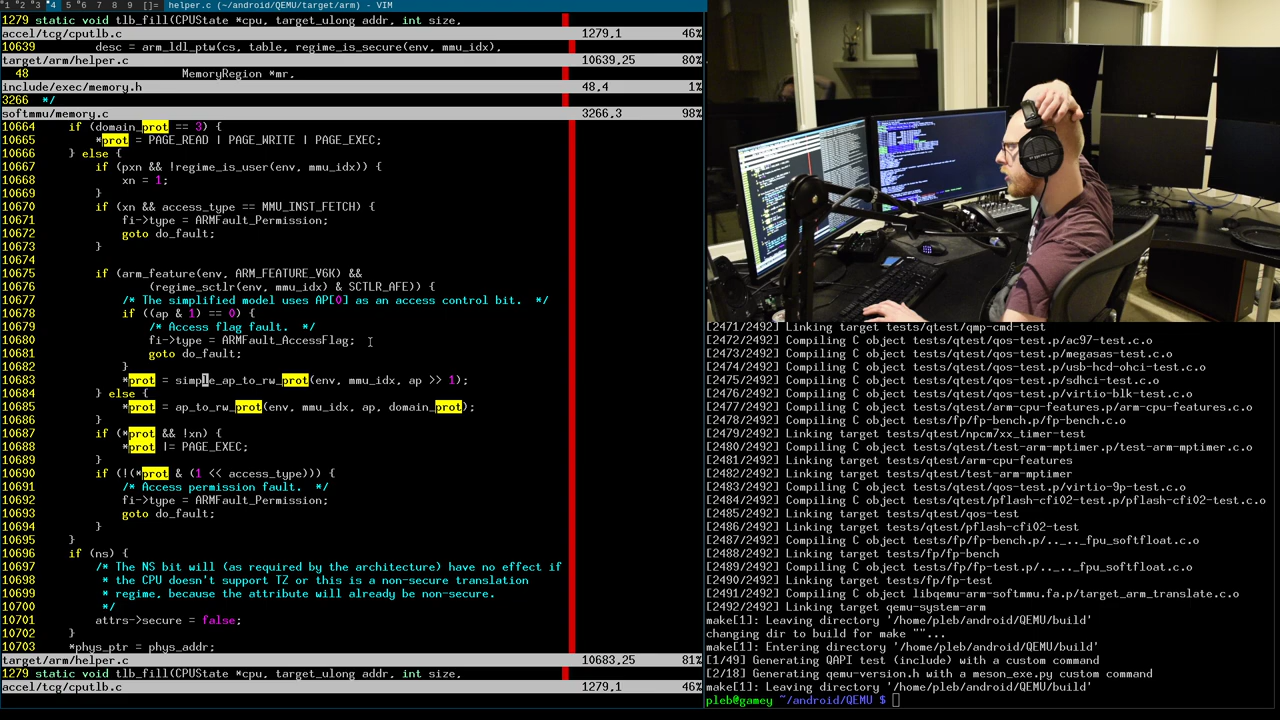 °1 °2 °3 °4 5 6 7 8 9 []= helper.c (~/android/QEMU/target/arm) - VIM
1279 static void tlb_fill(CPUState *cpu, target_ulong addr, int size,
accel/tcg/cputlb.c 1279,1 46%
10639 desc = arm_ldl_ptw(cs, table, regime_is_secure(env, mmu_idx),
target/arm/helper.c 10639,25 80%
48 MemoryRegion *mr,
include/exec/memory.h 48,4 1%
3266 */
softmmu/memory.c 3266,3 98%
10664 if (domain_prot == 3) {
10665 *prot = PAGE_READ | PAGE_WRITE | PAGE_EXEC;
10666 } else {
10667 if (pxn && !regime_is_user(env, mmu_idx)) {
10668 xn = 1;
10669 }
10670 if (xn && access_type == MMU_INST_FETCH) {
10671 fi->type = ARMFault_Permission;
10672 goto do_fault;
10673 }
10674
10675 if (arm_feature(env, ARM_FEATURE_V6K) &&
10676 (regime_sctlr(env, mmu_idx) & SCTLR_AFE)) {
10677 /* The simplified model uses AP[0] as an access control bit. */
10678 if ((ap & 1) == 0) {
10679 /* Access flag fault. */
10680 fi->type = ARMFault_AccessFlag;
10681 goto do_fault;
10682 }
10683 *prot = simple_ap_to_rw_prot(env, mmu_idx, ap >> 1);
10684 } else {
10685 *prot = ap_to_rw_prot(env, mmu_idx, ap, domain_prot);
10686 }
10687 if (*prot && !xn) {
10688 *prot |= PAGE_EXEC;
10689 }
10690 if (!(*prot & (1 << access_type))) {
10691 /* Access permission fault. */
10692 fi->type = ARMFault_Permission;
10693 goto do_fault;
10694 }
10695 }
10696 if (ns) {
10697 /* The NS bit will (as required by the architecture) have no effect if
10698 * the CPU doesn't support TZ or this is a non-secure translation
10699 * regime, because the attribute will already be non-secure.
10700 */
10701 attrs->secure = false;
10702 }
10703 *phys_ptr = phys_addr;
target/arm/helper.c 10683,25 81%
1279 static void tlb_fill(CPUState *cpu, target_ulong addr, int size,
accel/tcg/cputlb.c 1279,1 46%
[2471/2492] Linking target tests/qtest/qmp-cmd-test
[2472/2492] Compiling C object tests/qtest/qos-test.p/ac97-test.c.o
[2473/2492] Compiling C object tests/qtest/qos-test.p/megasas-test.c.o
[2474/2492] Compiling C object tests/qtest/qos-test.p/usb-hcd-ohci-test.c.o
[2475/2492] Compiling C object tests/qtest/qos-test.p/sdhci-test.c.o
[2476/2492] Compiling C object tests/qtest/qos-test.p/virtio-blk-test.c.o
[2477/2492] Compiling C object tests/qtest/arm-cpu-features.p/arm-cpu-features.c.o
[2478/2492] Compiling C object tests/fp/fp-bench.p/fp-bench.c.o
[2479/2492] Linking target tests/qtest/npcm7xx_timer-test
[2480/2492] Compiling C object tests/test-arm-mptimer.p/test-arm-mptimer.c.o
[2481/2492] Linking target tests/qtest/arm-cpu-features
[2482/2492] Linking target tests/test-arm-mptimer
[2483/2492] Compiling C object tests/qtest/qos-test.p/virtio-9p-test.c.o
[2484/2492] Compiling C object tests/qtest/pflash-cfi02-test.p/pflash-cfi02-test.c.o
[2485/2492] Linking target tests/qtest/qos-test
[2486/2492] Linking target tests/qtest/pflash-cfi02-test
[2487/2492] Compiling C object tests/fp/fp-bench.p/.._.._fpu_softfloat.c.o
[2488/2492] Linking target tests/fp/fp-bench
[2489/2492] Compiling C object tests/fp/fp-test.p/.._.._fpu_softfloat.c.o
[2490/2492] Linking target tests/fp/fp-test
[2491/2492] Compiling C object libqemu-arm-softmmu.fa.p/target_arm_translate.c.o
[2492/2492] Linking target qemu-system-arm
make[1]: Leaving directory '/home/pleb/android/QEMU/build'
changing dir to build for make ""...
make[1]: Entering directory '/home/pleb/android/QEMU/build'
[1/49] Generating QAPI test (include) with a custom command
[2/18] Generating qemu-version.h with a meson_exe.py custom command
make[1]: Leaving directory '/home/pleb/android/QEMU/build'
pleb@gamey ~/android/QEMU $